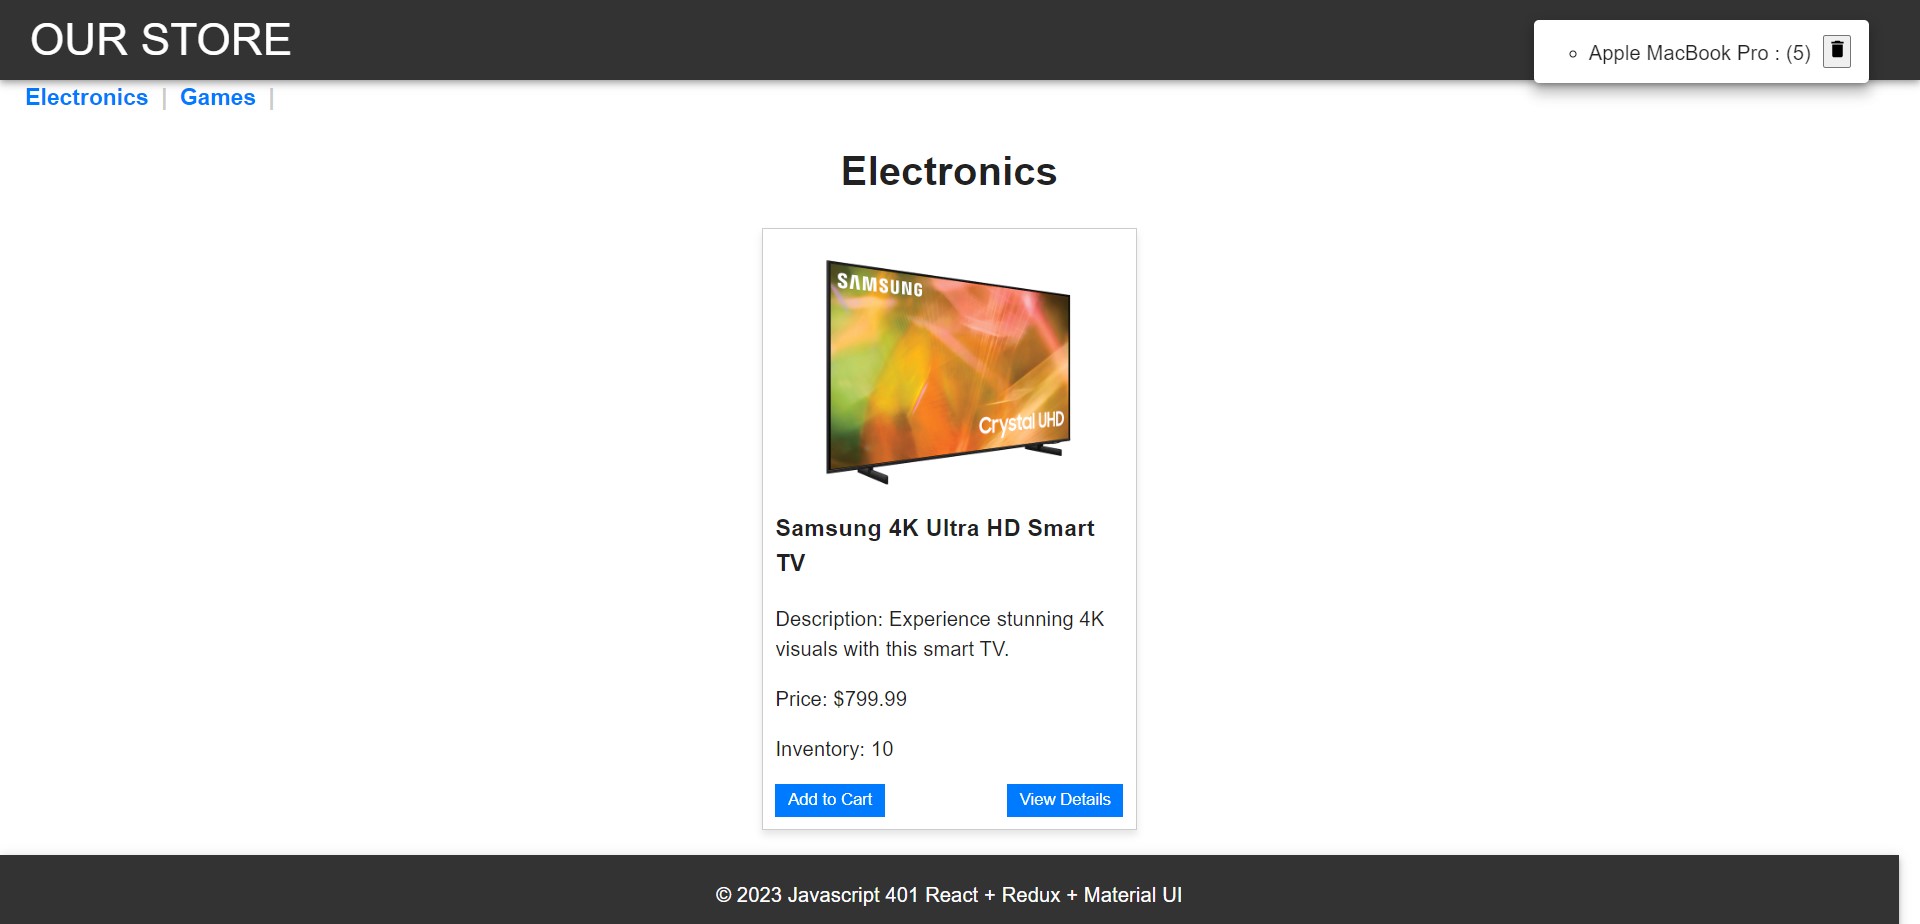 OUR STORE
Apple MacBook Pro : (5)
Electronics | Games |
Electronics
SAMSUNG
Crystal UHD
Samsung 4K Ultra HD Smart
TV
Description: Experience stunning 4K
visuals with this smart TV.
Price: $799.99
Inventory: 10
Add to Cart View Details
© 2023 Javascript 401 React + Redux + Material UI